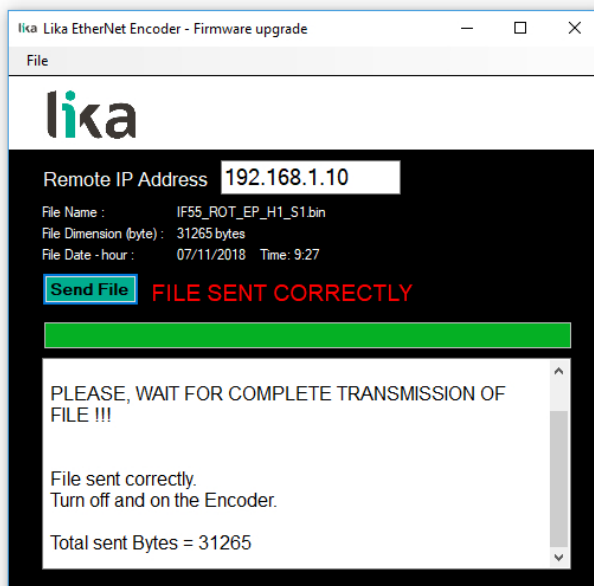 lika Lika EtherNet Encoder - Firmware upgrade
File
lika
Remote IP Address 192.168.1.10
File Name : IF55_ROT_EP_H1_S1.bin
File Dimension (byte) : 31265 bytes
File Date - hour : 07/11/2018 Time: 9:27
Send File FILE SENT CORRECTLY
PLEASE, WAIT FOR COMPLETE TRANSMISSION OF
FILE !!!
File sent correctly.
Turn off and on the Encoder.
Total sent Bytes = 31265